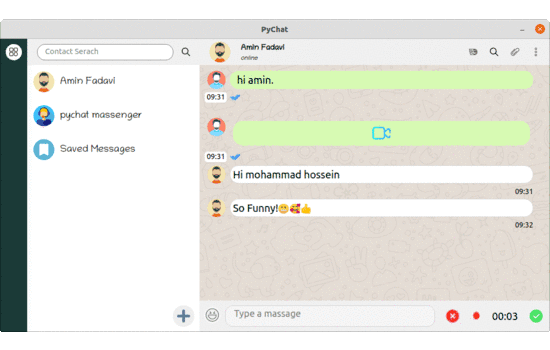 PyChat
Contact Serach
Amin Fadavi
online
Amin Fadavi
pychat massenger
Saved Messages
hi amin.
09:31
09:31
Hi mohammad hossein
09:31
So Funny!😁🥰👍
09:32
Type a massage
00:03